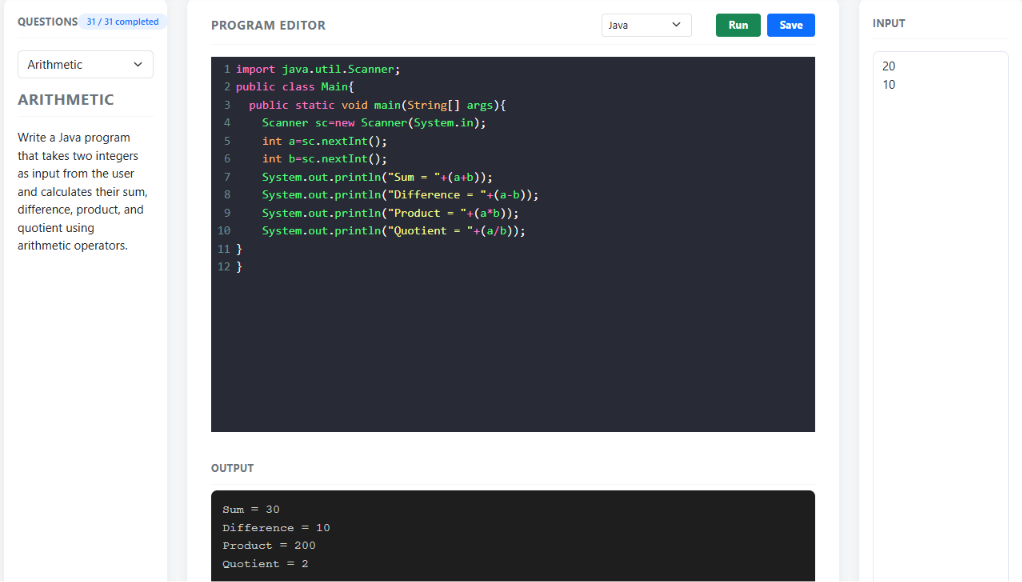 QUESTIONS 31 / 31 completed
Arithmetic
ARITHMETIC
Write a Java program
that takes two integers
as input from the user
and calculates their sum,
difference, product, and
quotient using
arithmetic operators.
PROGRAM EDITOR
Java
Run
Save
1 import java.util.Scanner;
2 public class Main{
3   public static void main(String[] args){
4     Scanner sc=new Scanner(System.in);
5     int a=sc.nextInt();
6     int b=sc.nextInt();
7     System.out.println("Sum = "+(a+b));
8     System.out.println("Difference = "+(a-b));
9     System.out.println("Product = "+(a*b));
10     System.out.println("Quotient = "+(a/b));
11 }
12 }
OUTPUT
Sum = 30
Difference = 10
Product = 200
Quotient = 2
INPUT
20
10